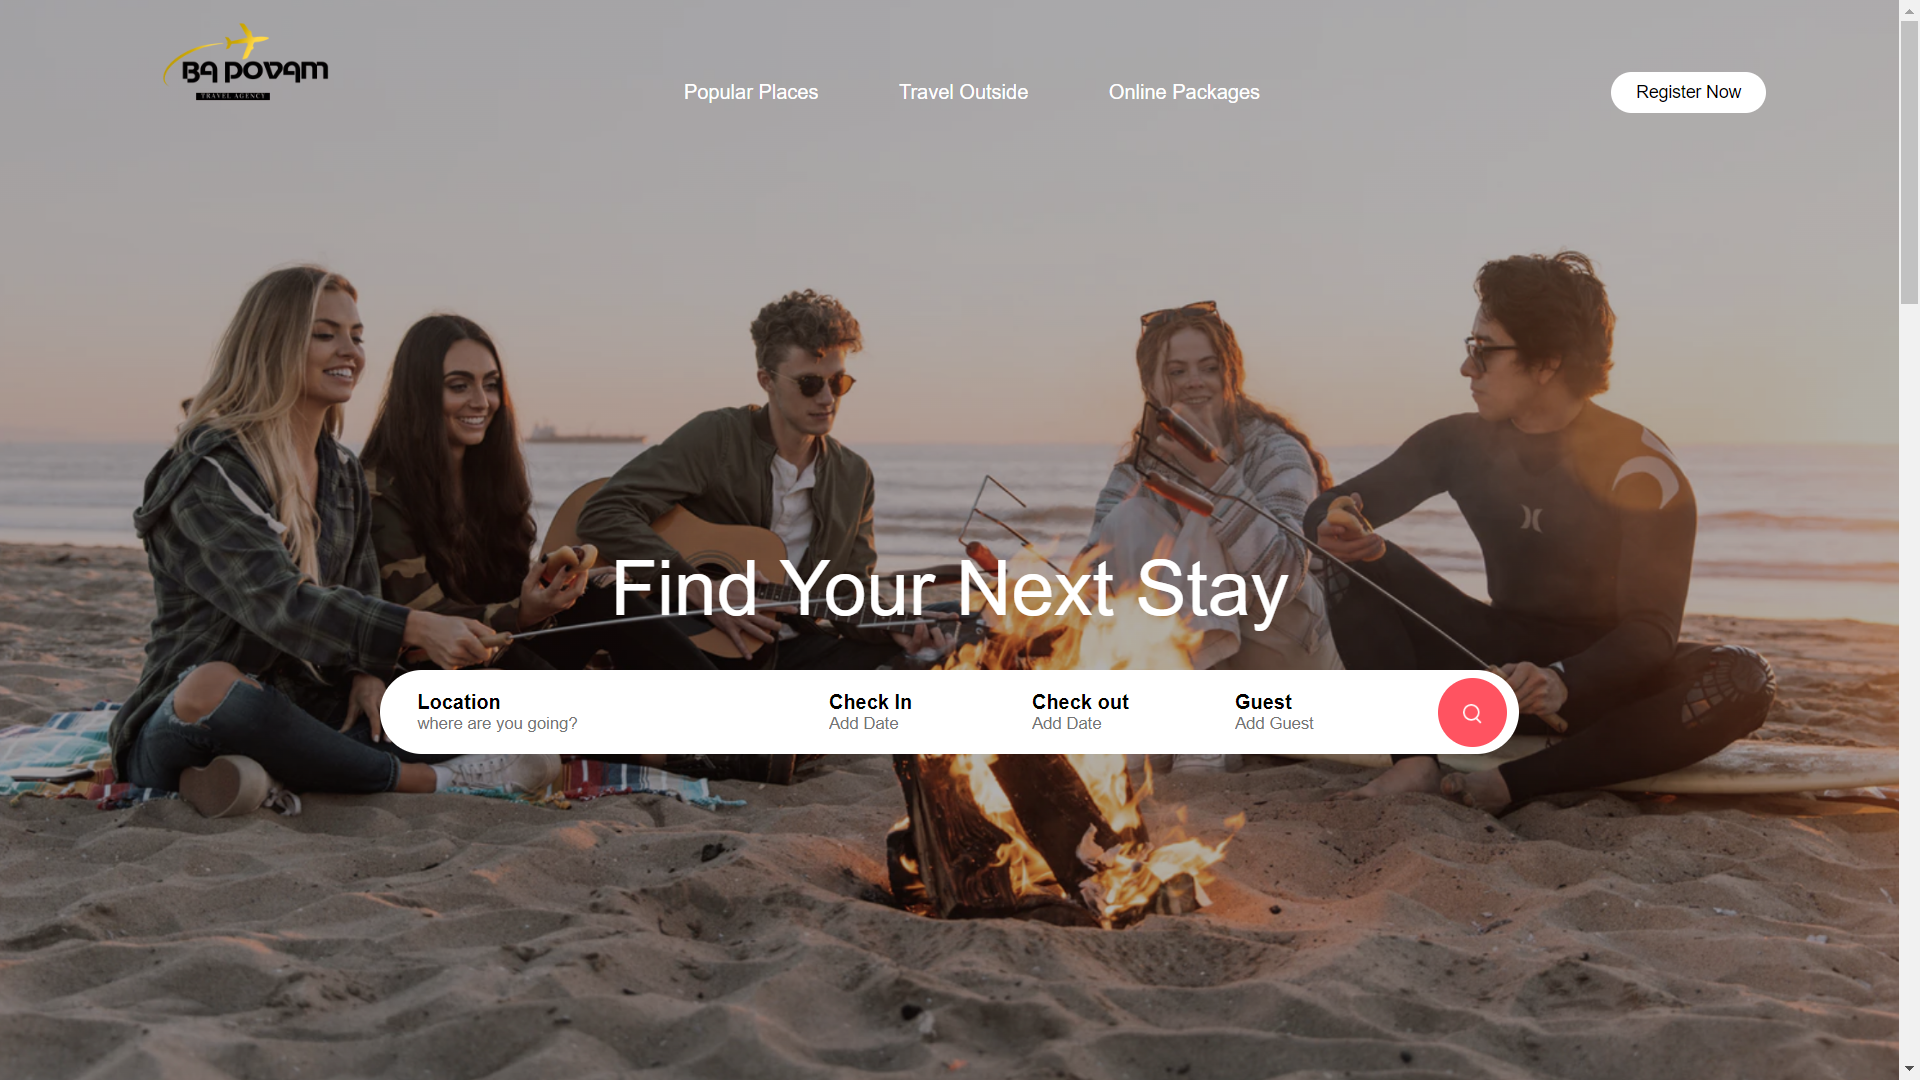 BA POVAM
TRAVEL AGENCY
Popular Places
Travel Outside
Online Packages
Register Now
Find Your Next Stay
Location
where are you going?
Check In
Add Date
Check out
Add Date
Guest
Add Guest